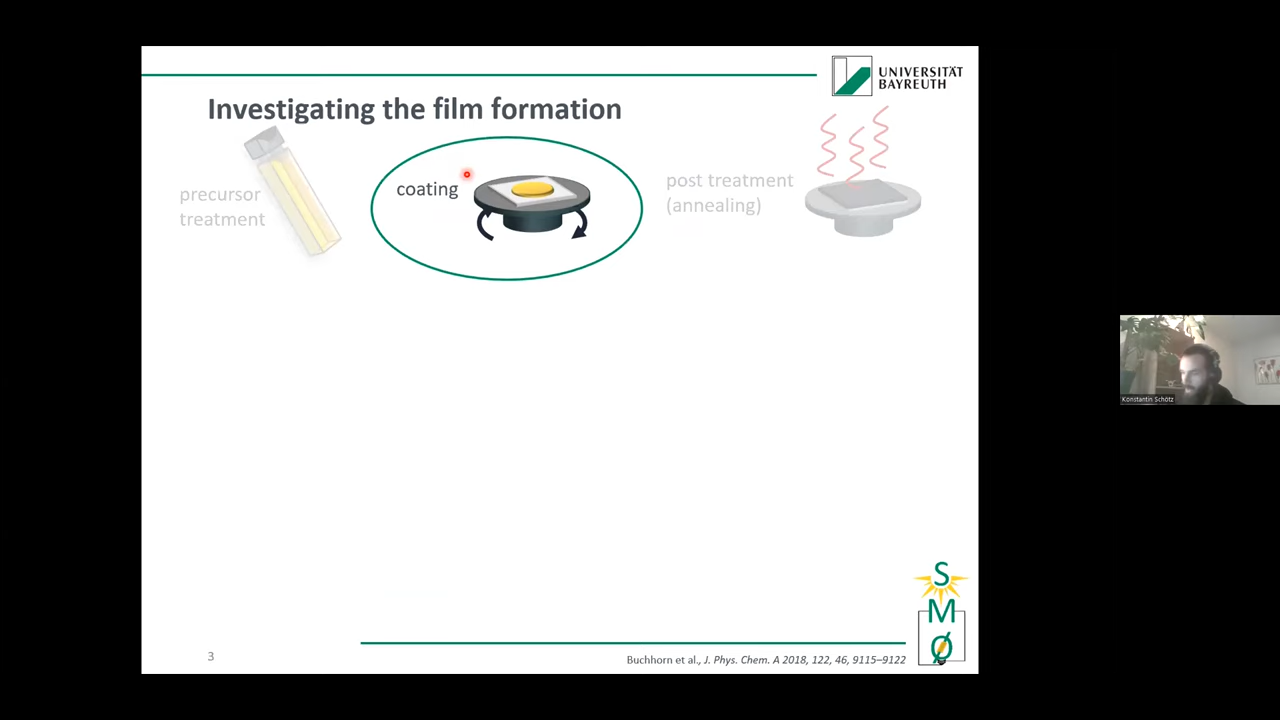 UNIVERSITÄT
BAYREUTH
Investigating the film formation
precursor
treatment
coating
post treatment
(annealing)
Konstantin Schötz
S
M
Ø
3
Buchhorn et al., J. Phys. Chem. A 2018, 122, 46, 9115–9122